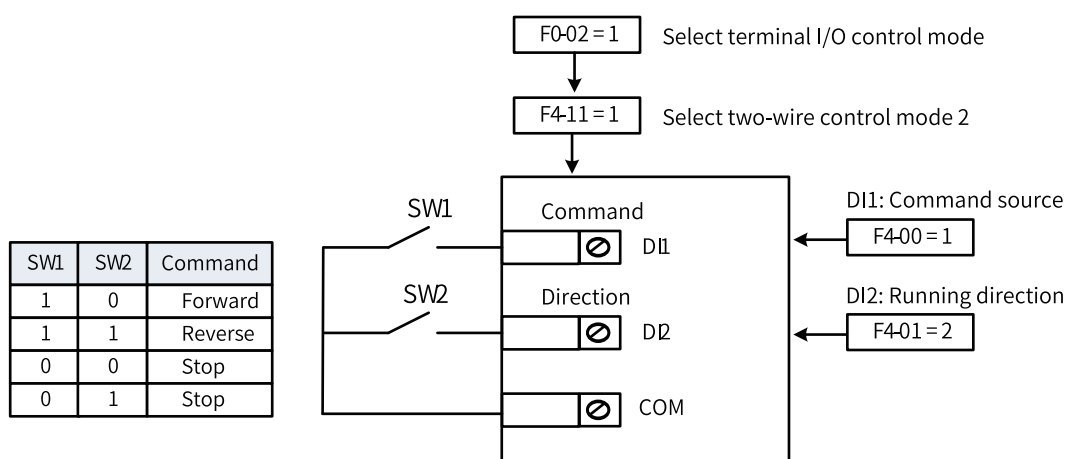 F0-02 = 1
Select terminal I/O control mode
F4-11 = 1
Select two-wire control mode 2
SW1 SW2 Command
1 0 Forward
1 1 Reverse
0 0 Stop
0 1 Stop
SW1
SW2
Command
DI1
Direction
DI2
COM
DI1: Command source
F4-00 = 1
DI2: Running direction
F4-01 = 2